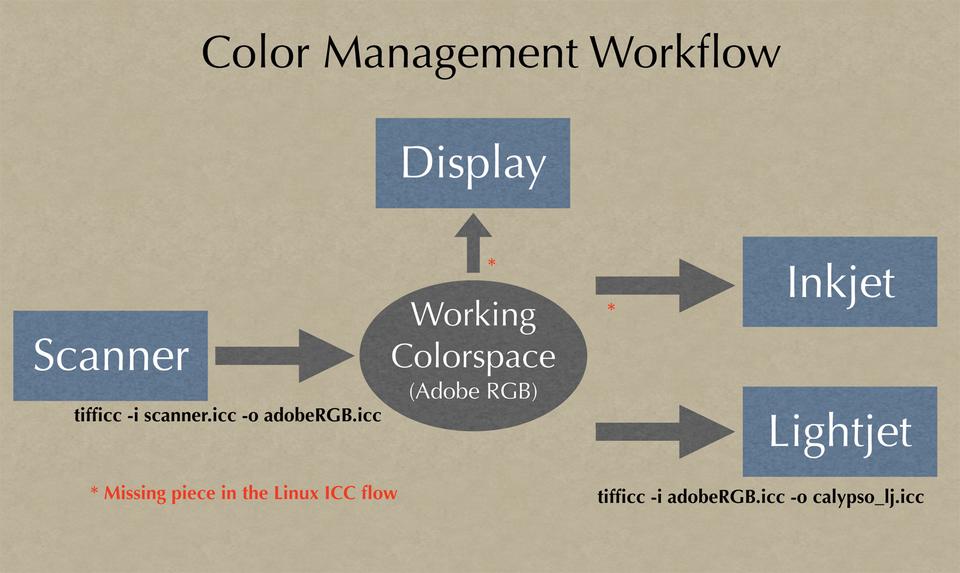 Color Management Workflow
Display
*
Inkjet
*
Working
Colorspace
(Adobe RGB)
Scanner
tifficc -i scanner.icc -o adobeRGB.icc
Lightjet
tifficc -i adobeRGB.icc -o calypso_lj.icc
* Missing piece in the Linux ICC flow